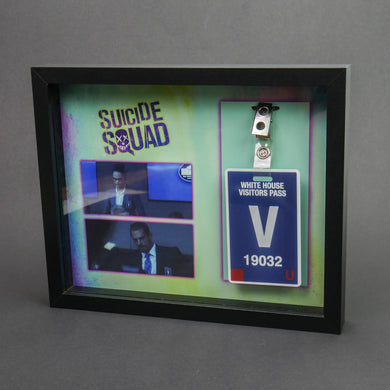 SUICIDE
SQUAD
WHITE HOUSE
VISITORS PASS
V
19032
U